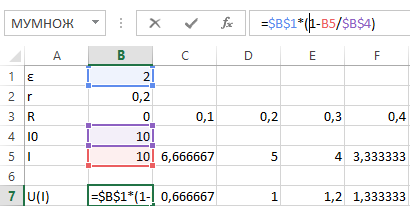 МУМНОЖ =$B$1*(1-B5/$B$4)
A B C D E F
1 ε 2
2 r 0,2
3 R 0 0,1 0,2 0,3 0,4
4 I0 10
5 I 10 6,666667 5 4 3,333333
7 U(I) =$B$1*(1- 0,666667 1 1,2 1,333333